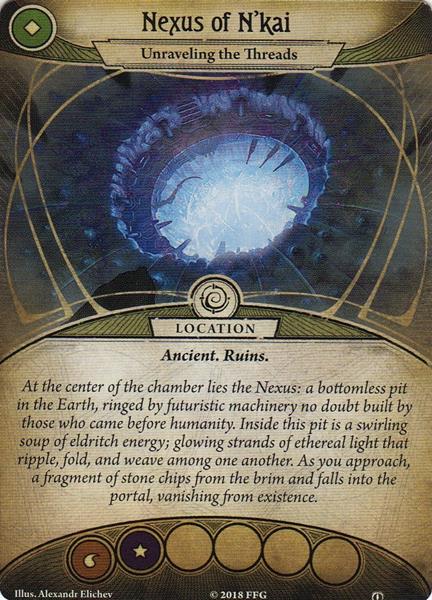 Nexus of N'kai
Unraveling the Threads
LOCATION
Ancient. Ruins.
At the center of the chamber lies the Nexus: a bottomless pit
in the Earth, ringed by futuristic machinery no doubt built by
those who came before humanity. Inside this pit is a swirling
soup of eldritch energy; glowing strands of ethereal light that
ripple, fold, and weave among one another. As you approach,
a fragment of stone chips from the brim and falls into the
portal, vanishing from existence.
Illus. Alexandr Elichev
© 2018 FFG